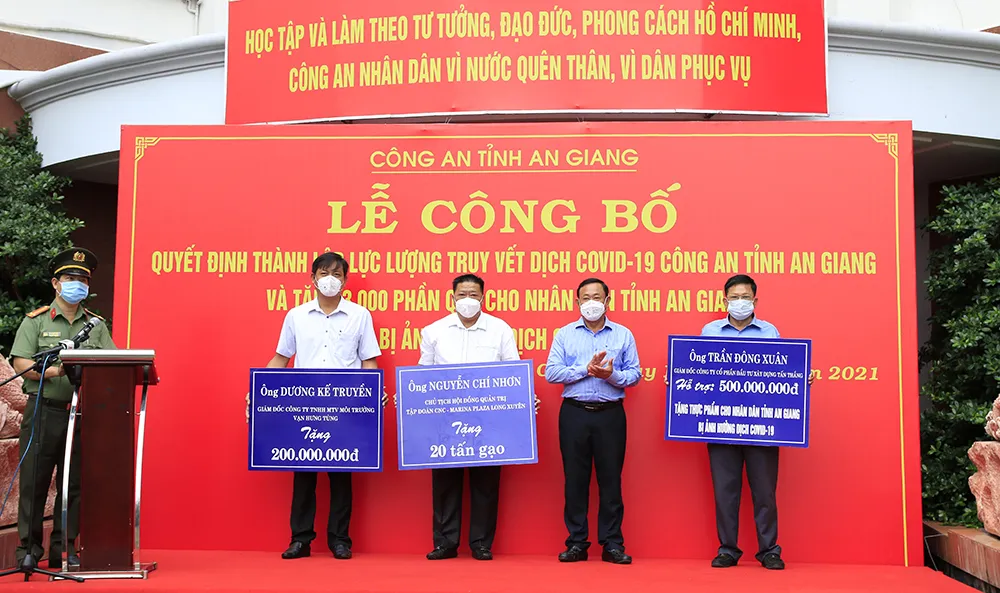 HỌC TẬP VÀ LÀM THEO TƯ TƯỞNG, ĐẠO ĐỨC, PHONG CÁCH HỒ CHÍ MINH,
CÔNG AN NHÂN DÂN VÌ NƯỚC QUÊN THÂN, VÌ DÂN PHỤC VỤ
CÔNG AN TỈNH AN GIANG
LỄ CÔNG BỐ
QUYẾT ĐỊNH THÀNH LỰC LƯỢNG TRUY VẾT DỊCH COVID-19 CÔNG AN TỈNH AN GIANG
VÀ 000 PHẦN CHO NHÂN TỈNH AN
BỊ DỊCH
2021
Ông DƯƠNG KẾ TRUYỀN
GIÁM ĐỐC CÔNG TY TNHH MTV MÔI TRƯỜNG
VẠN HƯNG TÙNG
Tặng
200.000.000đ
Ông NGUYỄN CHÍ NHƠN
CHỦ TỊCH HỘI ĐỒNG QUẢN TRỊ
TẬP ĐOÀN CNC - MARINA PLAZA LONG XUYÊN
Tặng
20 tấn gạo
Ông TRẦN ĐÔNG XUÂN
GIÁM ĐỐC CÔNG TY CỔ PHẦN ĐẦU TƯ XÂY DỰNG TẤN THẮNG
Hỗ trợ: 500.000.000đ
TẶNG THỰC PHẨM CHO NHÂN DÂN TỈNH AN GIANG
BỊ ẢNH HƯỞNG DỊCH COVID-19